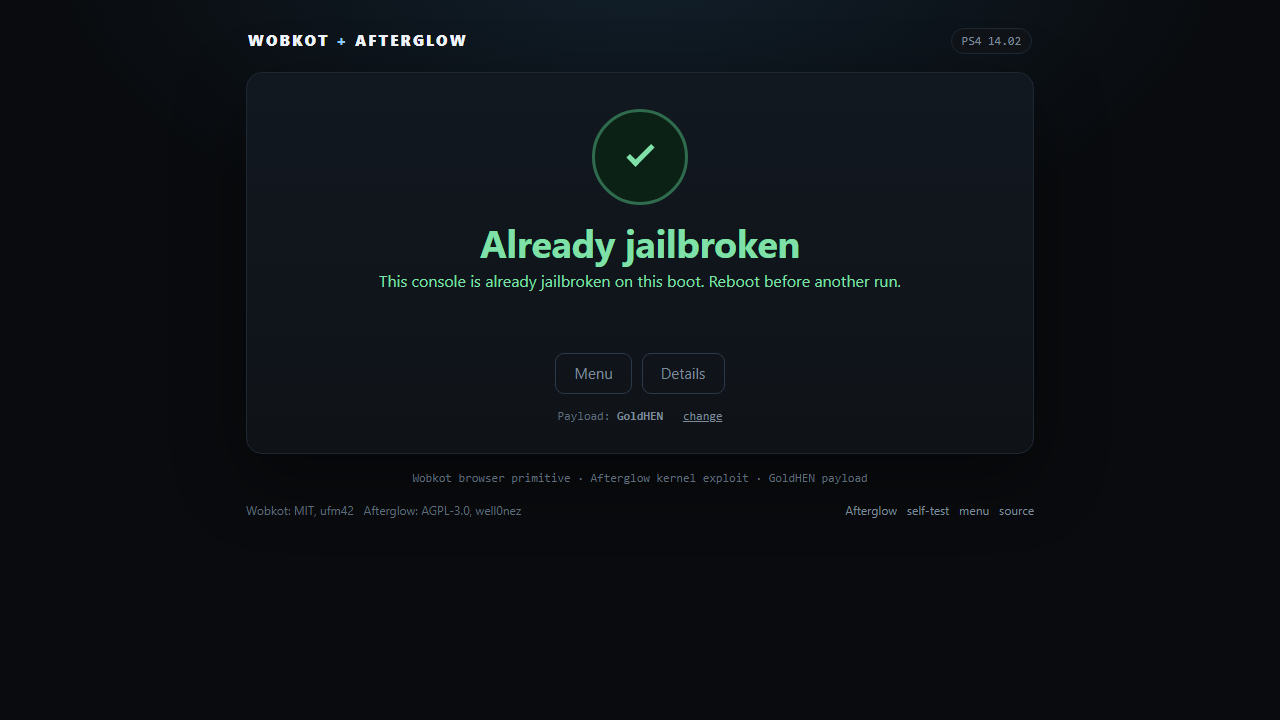 WOBKOT + AFTERGLOW
PS4 14.02
Already jailbroken
This console is already jailbroken on this boot. Reboot before another run.
Menu Details
Payload: GoldHEN change
Wobkot browser primitive · Afterglow kernel exploit · GoldHEN payload
Wobkot: MIT, ufm42 Afterglow: AGPL-3.0, well0nez
Afterglow self-test menu source